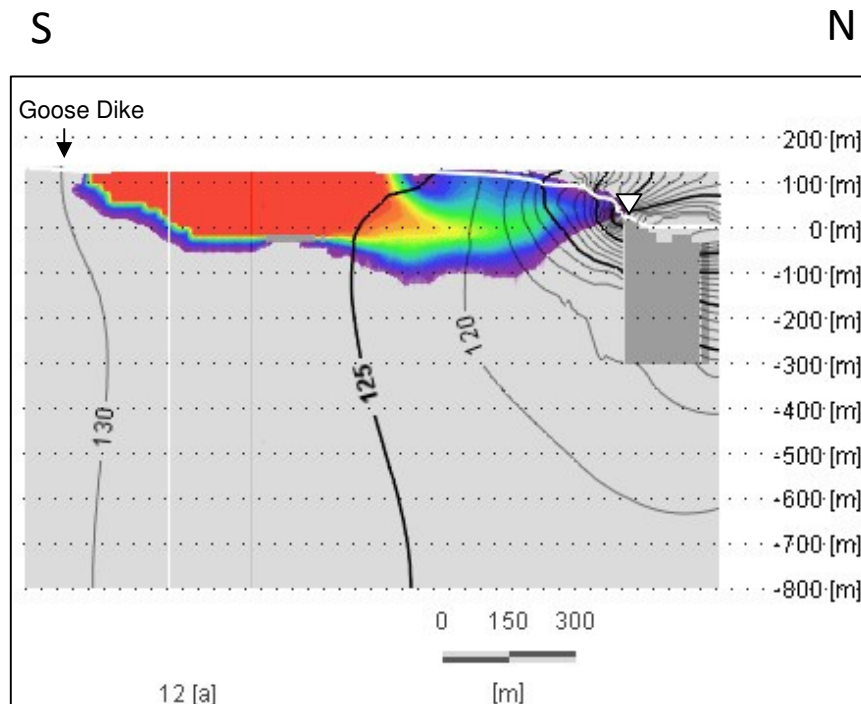 S N
Goose Dike
200 [m]
100 [m]
0 [m]
-100 [m]
-200 [m]
-300 [m]
-400 [m]
-500 [m]
-600 [m]
-700 [m]
-800 [m]
130
125
120
0 150 300
[m]
12 [a]